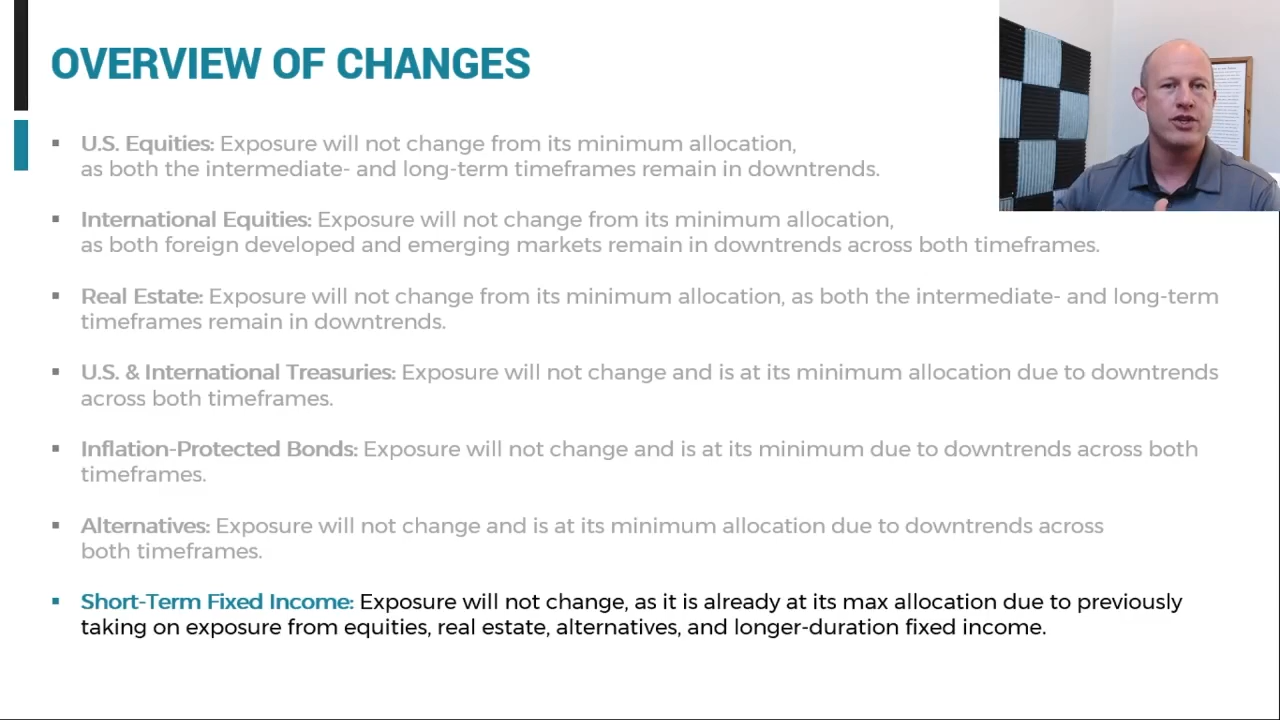 OVERVIEW OF CHANGES
▪ U.S. Equities: Exposure will not change from its minimum allocation,
as both the intermediate- and long-term timeframes remain in downtrends.
▪ International Equities: Exposure will not change from its minimum allocation,
as both foreign developed and emerging markets remain in downtrends across both timeframes.
▪ Real Estate: Exposure will not change from its minimum allocation, as both the intermediate- and long-term
timeframes remain in downtrends.
▪ U.S. & International Treasuries: Exposure will not change and is at its minimum allocation due to downtrends
across both timeframes.
▪ Inflation-Protected Bonds: Exposure will not change and is at its minimum due to downtrends across both
timeframes.
▪ Alternatives: Exposure will not change and is at its minimum allocation due to downtrends across
both timeframes.
▪ Short-Term Fixed Income: Exposure will not change, as it is already at its max allocation due to previously
taking on exposure from equities, real estate, alternatives, and longer-duration fixed income.